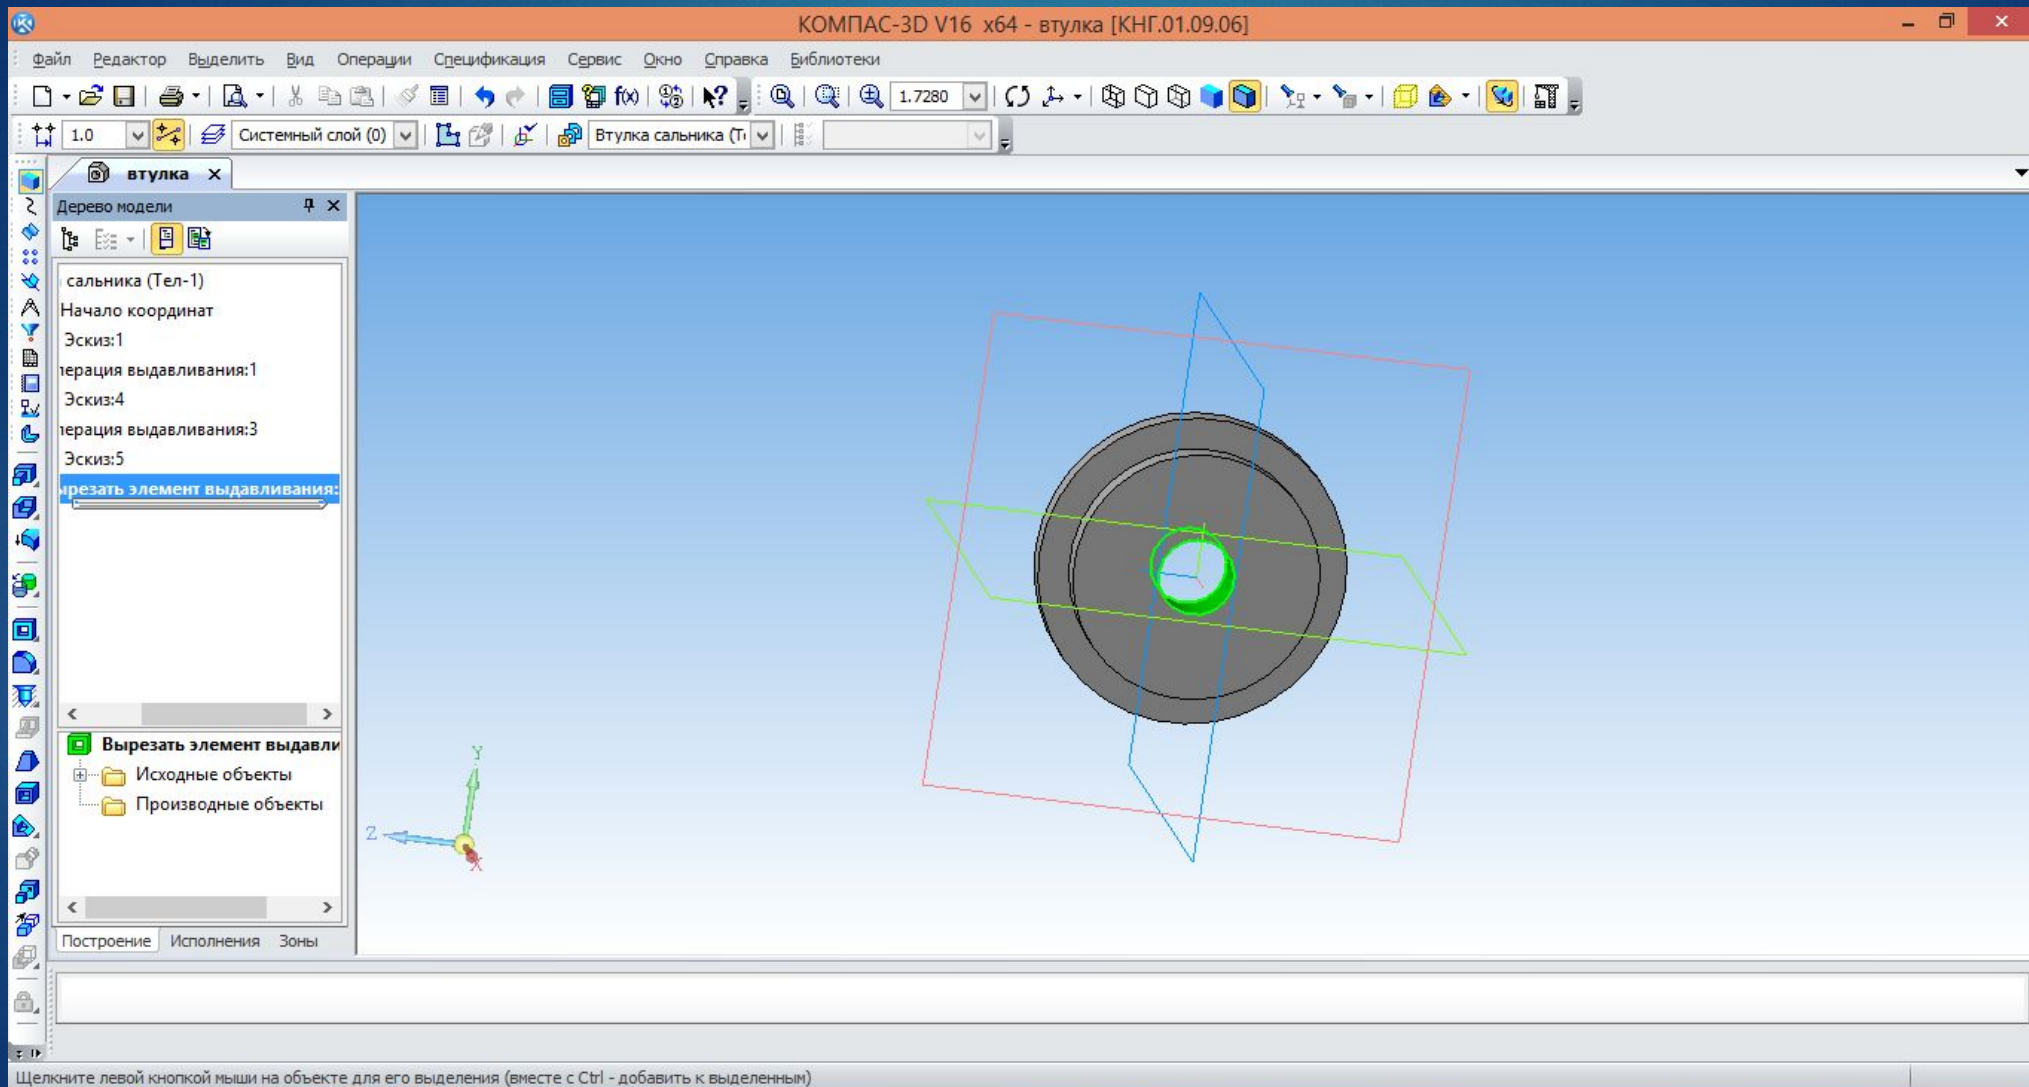 КОМПАС-3D V16 x64 - втулка [КНГ.01.09.06]
Файл Редактор Выделить Вид Операции Спецификация Сервис Окно Справка Библиотеки
1.7280
1.0 Системный слой (0) Втулка сальника (Т
втулка
Дерево модели
сальника (Тел-1)
Начало координат
Эскиз:1
перация выдавливания:1
Эскиз:4
перация выдавливания:3
Эскиз:5
ырезать элемент выдавливания:
Вырезать элемент выдавли
Исходные объекты
Производные объекты
Построение Исполнения Зоны
Y
Z
X
Щелкните левой кнопкой мыши на объекте для его выделения (вместе с Ctrl - добавить к выделенным)